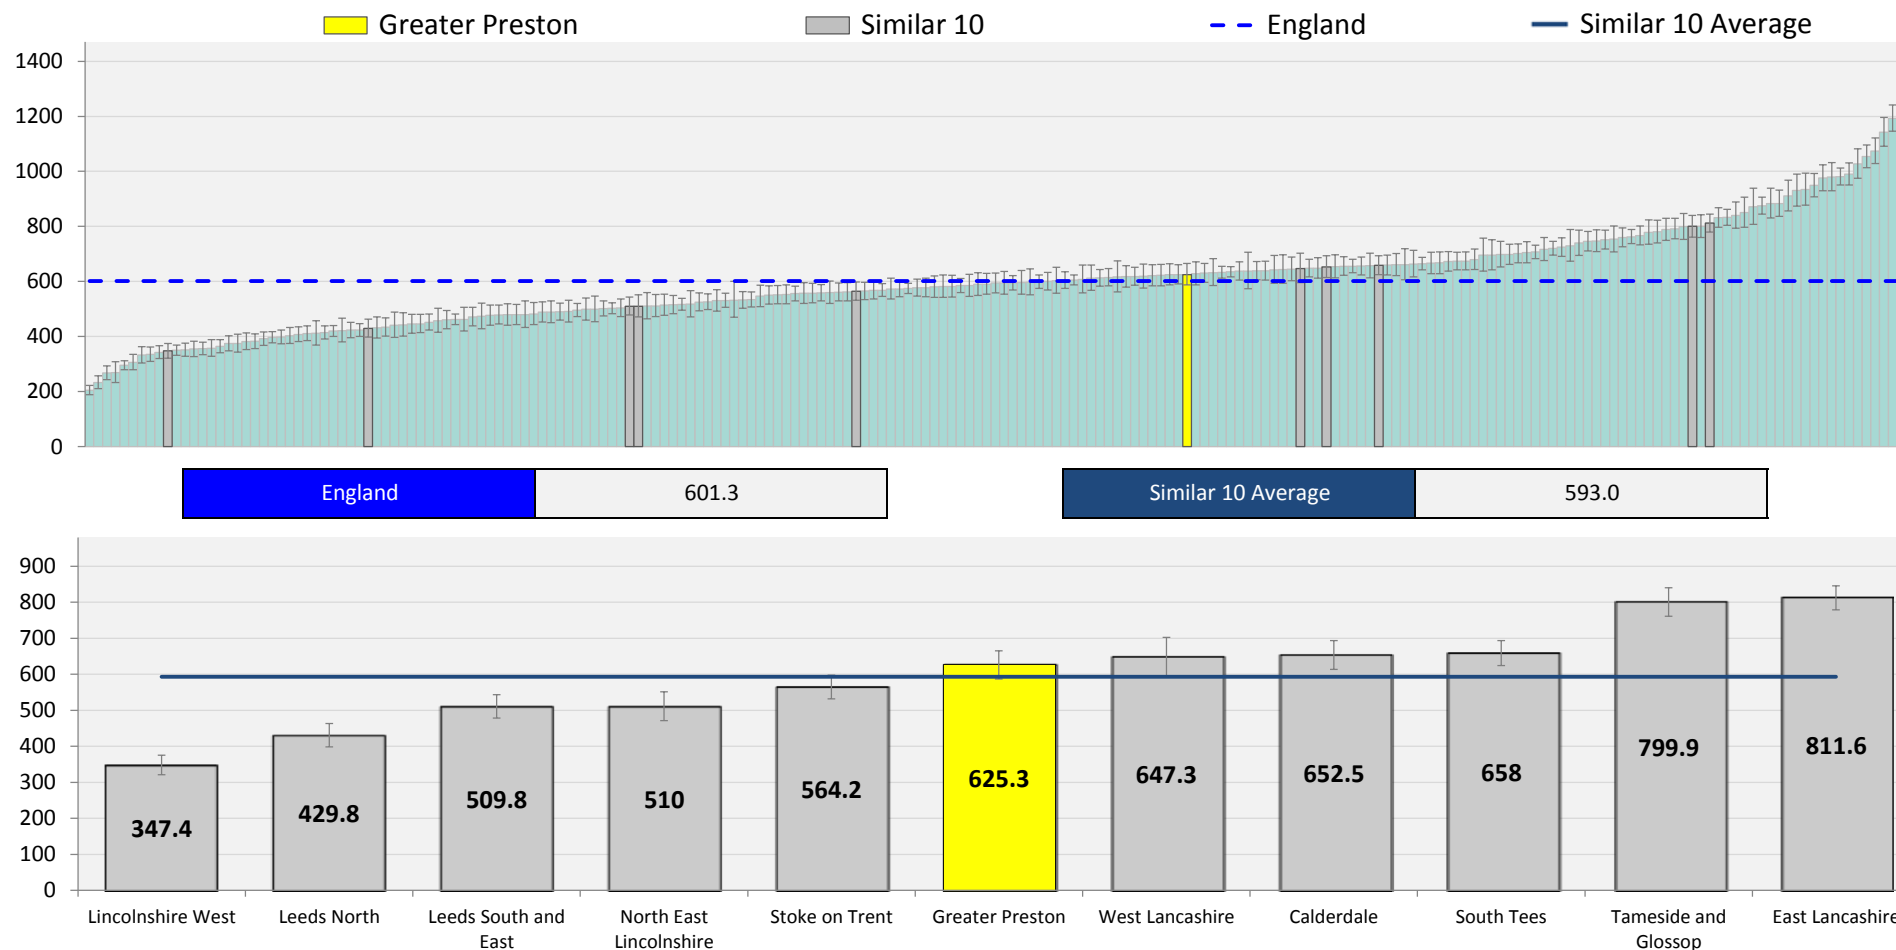 Greater Preston
Similar 10
England
Similar 10 Average
1400
1200
1000
800
600
400
200
0
England
601.3
Similar 10 Average
593.0
900
800
700
600
500
400
300
200
100
0
347.4
429.8
509.8
510
564.2
625.3
647.3
652.5
658
799.9
811.6
Lincolnshire West
Leeds North
Leeds South and
East
North East
Lincolnshire
Stoke on Trent
Greater Preston
West Lancashire
Calderdale
South Tees
Tameside and
Glossop
East Lancashire